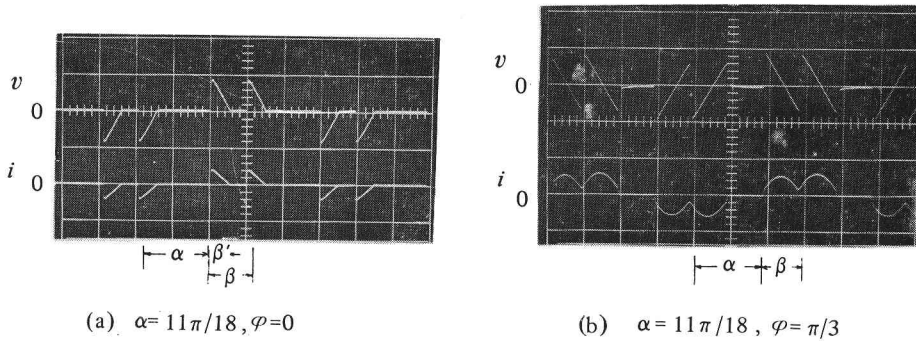 v
0
i
0
α β'
β
(a) α= 11π/18 , φ=0
v
0
i
0
α β
(b) α= 11π/18 , φ= π/3